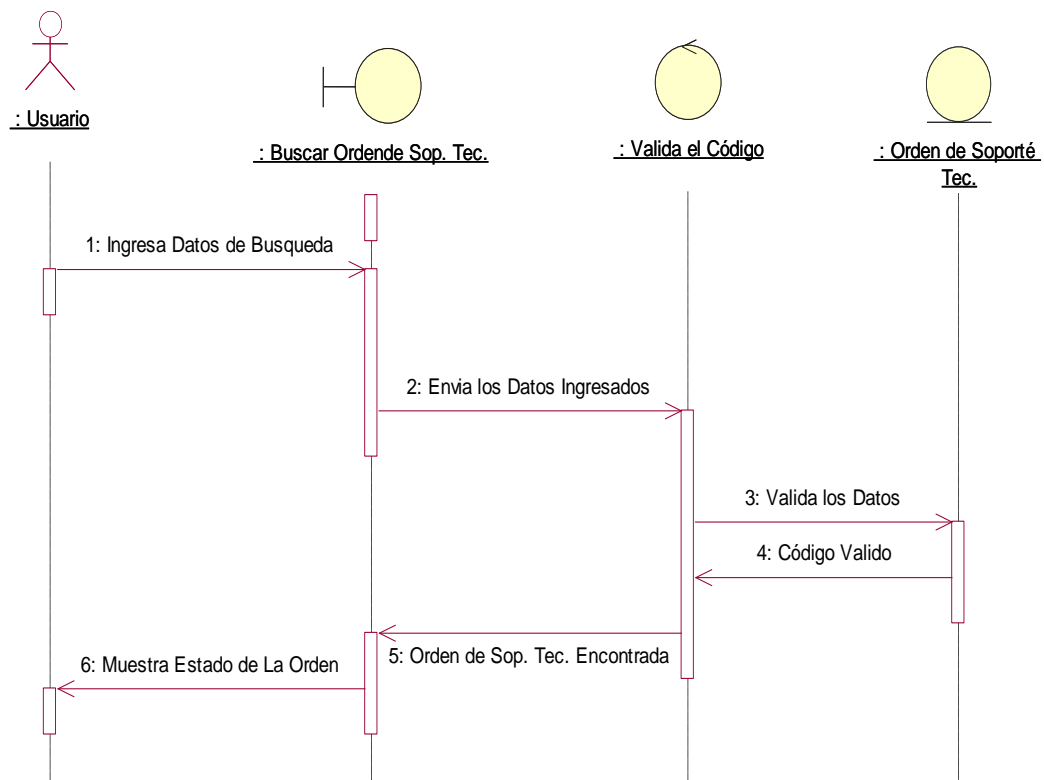 : Usuario
: Buscar Ordende Sop. Tec.
: Valida el Código
: Orden de Soporté
Tec.
1: Ingresa Datos de Busqueda
2: Envia los Datos Ingresados
3: Valida los Datos
4: Código Valido
5: Orden de Sop. Tec. Encontrada
6: Muestra Estado de La Orden